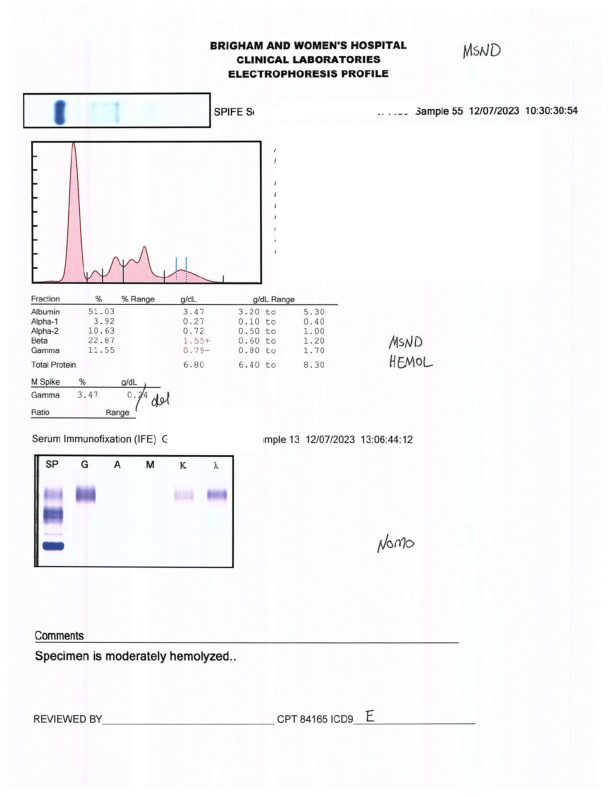 BRIGHAM AND WOMEN'S HOSPITAL
CLINICAL LABORATORIES
ELECTROPHORESIS PROFILE
MSND
SPIFE Sample 55 12/07/2023 10:30:30:54
Fraction % % Range g/dL g/dL Range
Albumin 51.03 3.47 3.20 to 5.30
Alpha-1 3.92 0.27 0.10 to 0.40
Alpha-2 10.63 0.72 0.50 to 1.00
Beta 22.87 1.55+ 0.60 to 1.20
Gamma 11.55 0.79- 0.80 to 1.70
Total Protein 6.80 6.40 to 8.30
MSND
HEMOL
M Spike % g/dL
Gamma 3.47 0.24 del
Ratio Range
Serum Immunofixation (IFE) mple 13 12/07/2023 13:06:44:12
SP G A M K λ
NOMO
Comments
Specimen is moderately hemolyzed..
REVIEWED BY CPT 84165 ICD9 E